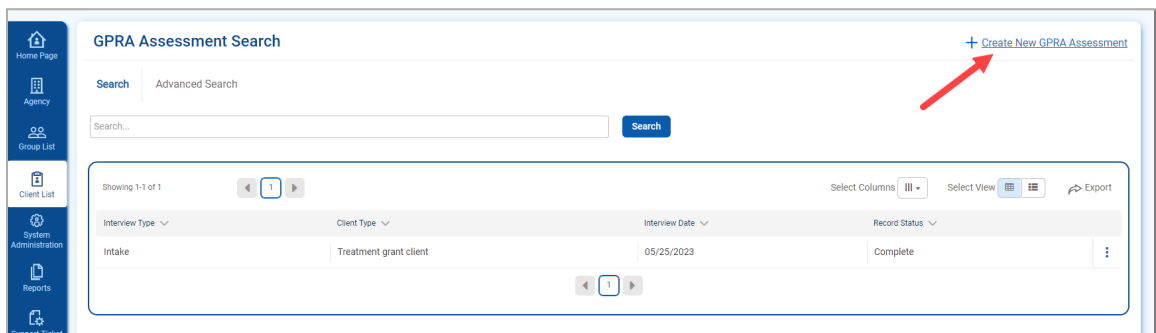 Home Page
Agency
Group List
Client List
System
Administration
Reports
Support Ticket
GPRA Assessment Search
+ Create New GPRA Assessment
Search Advanced Search
Search...
Search
Showing 1-1 of 1
1
Select Columns
Select View
Export
Interview Type Client Type Interview Date Record Status
Intake Treatment grant client 05/25/2023 Complete
1